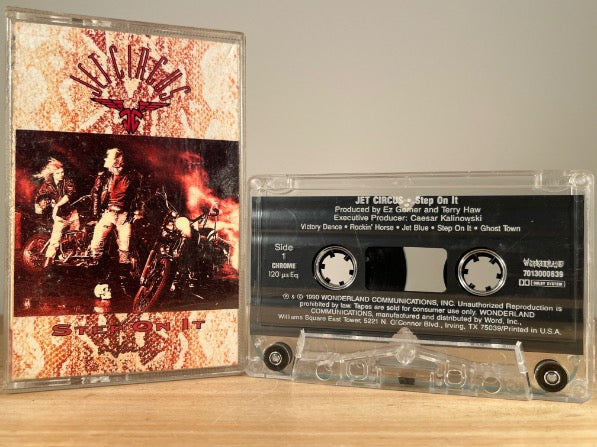 JET CIRCUS
STEP ON IT
JET CIRCUS • Step On It
Produced by Ez Gomer and Terry Haw
Executive Producer: Caesar Kalinowski
Victory Dance • Rockin' Horse • Jet Blue • Step On It • Ghost Town
Side
1
CHROME
120 µs Eq
Wonderland
7013000639
DOLBY SYSTEM
℗ & © 1990 WONDERLAND COMMUNICATIONS, INC. Unauthorized Reproduction is
prohibited by law. Tapes are sold for consumer use only. WONDERLAND
COMMUNICATIONS, manufactured and distributed by Word, Inc.,
Williams Square East Tower, 5221 N. O'Connor Blvd., Irving, TX 75039/Printed in U.S.A.